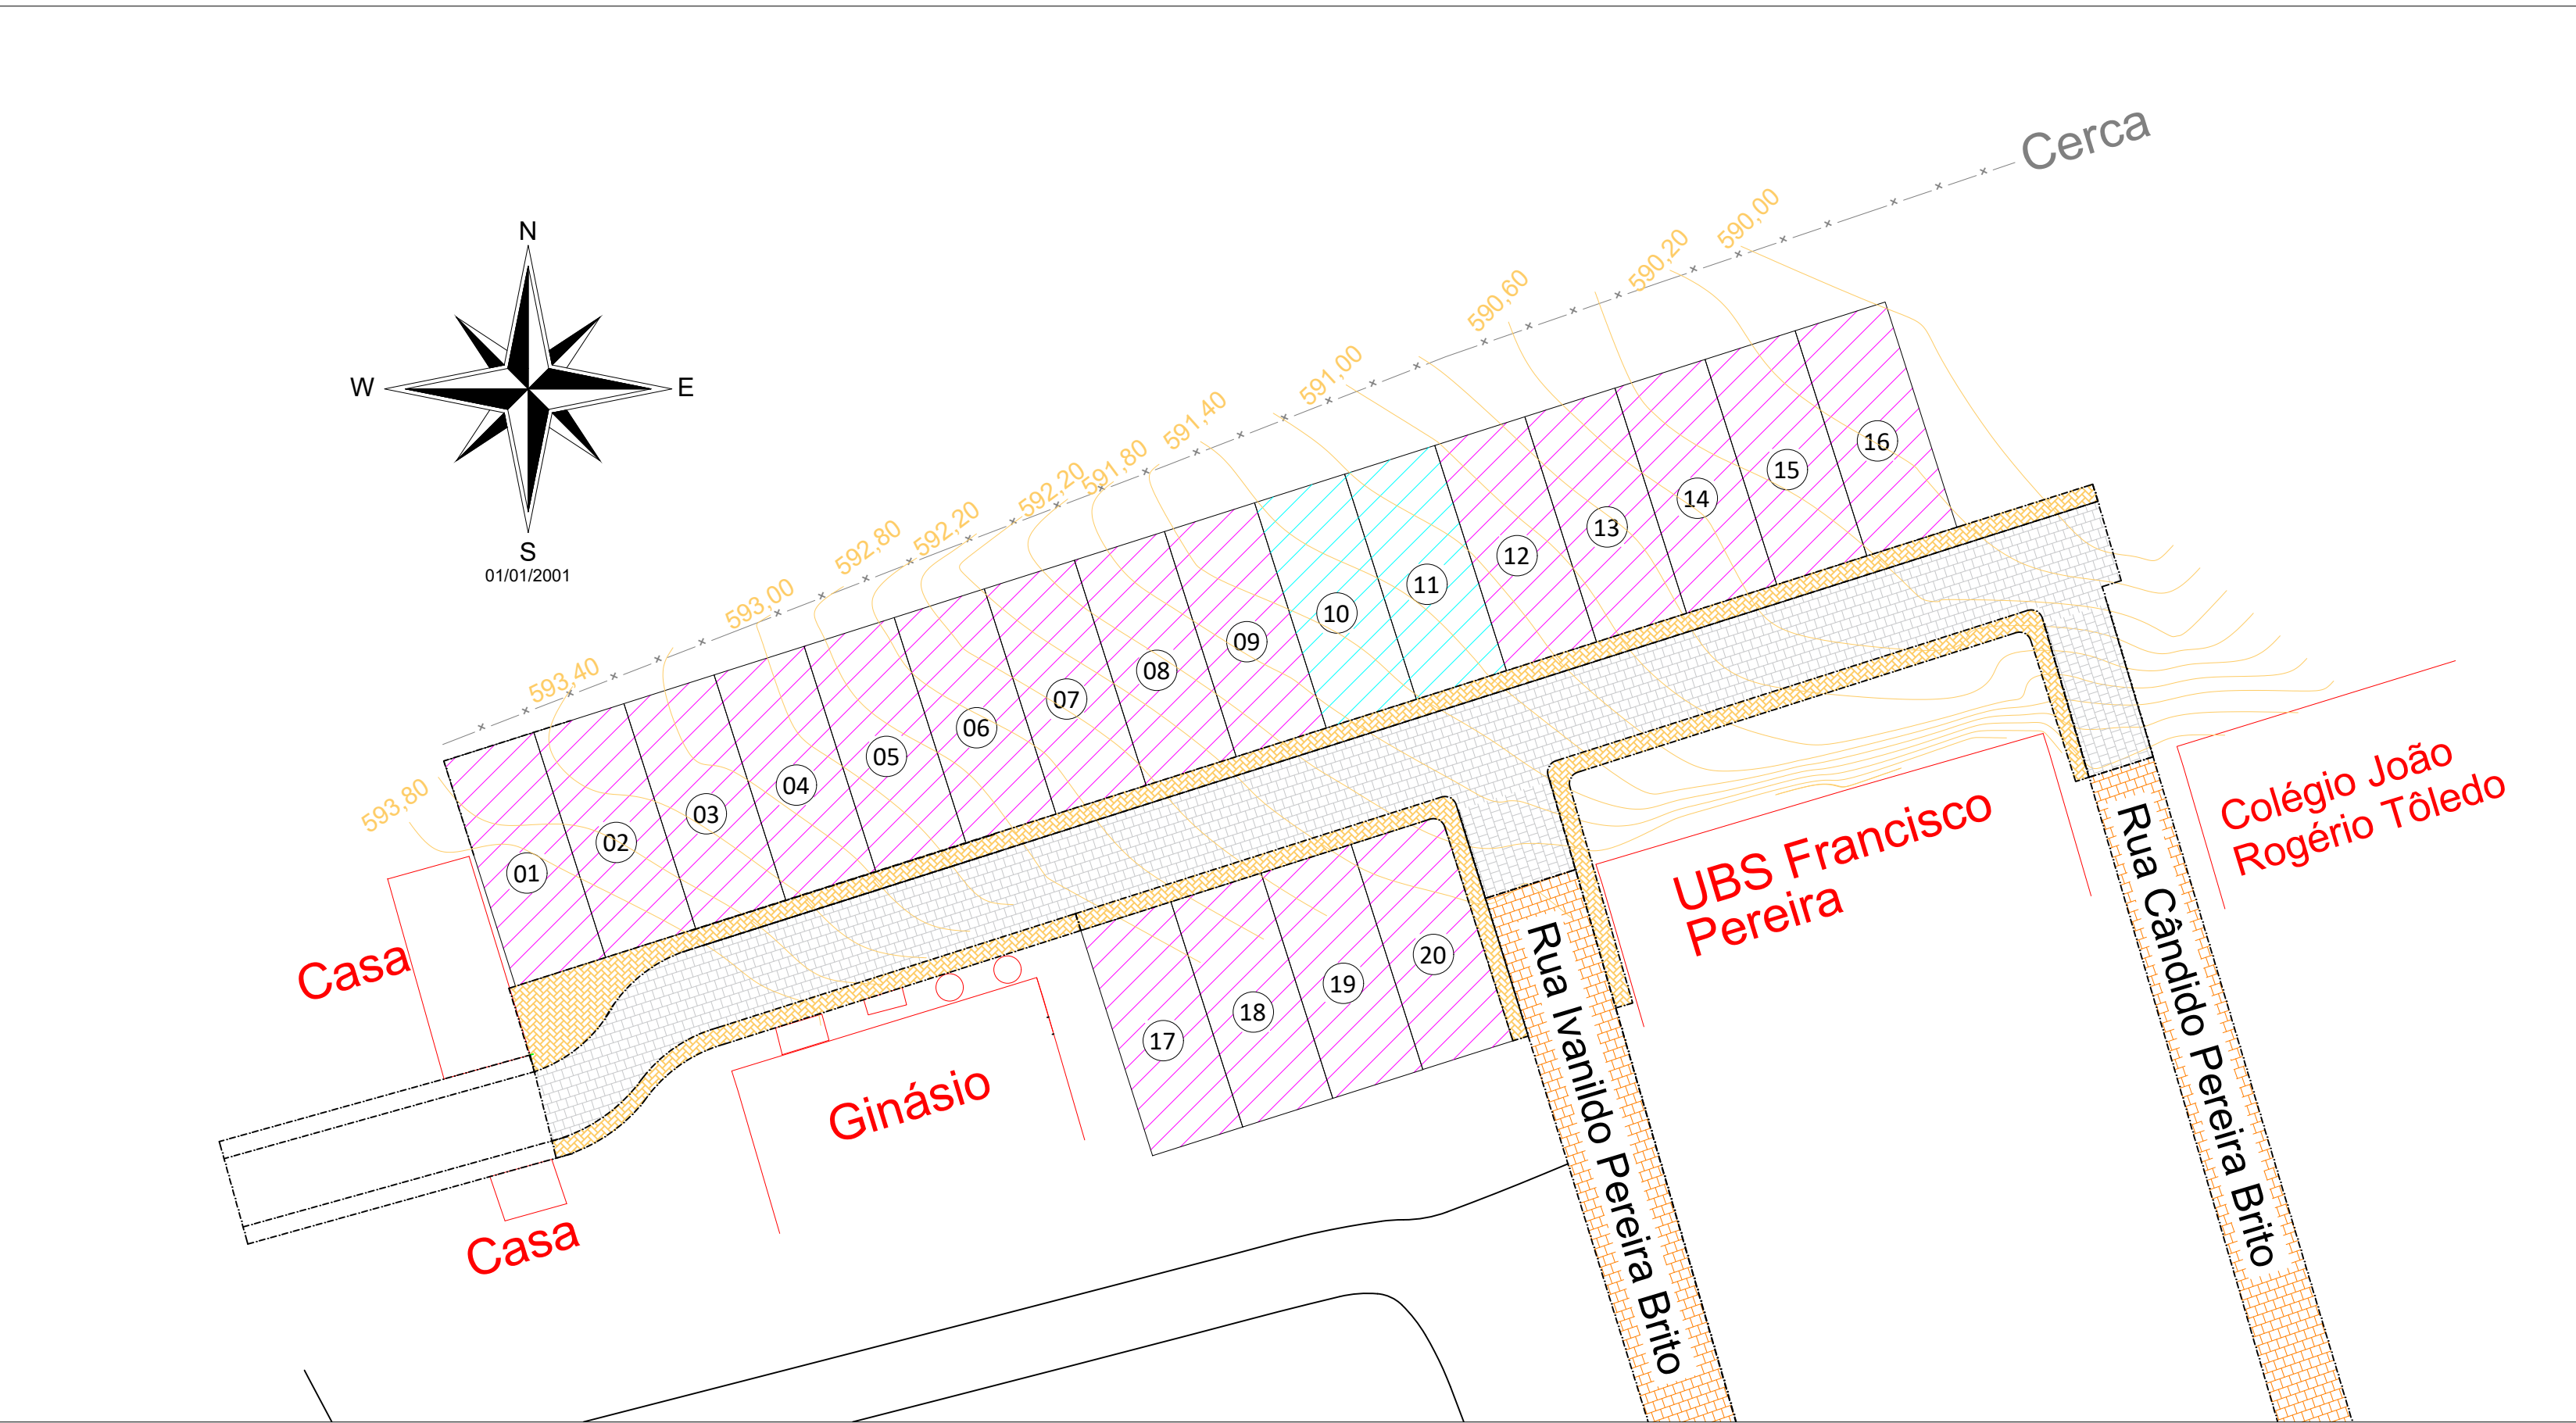 Cerca
590,00
590,20
590,60
591,00
591,40
591,80
592,20
592,20
592,80
593,00
593,40
593,80
N
W
E
S
01/01/2001
01
02
03
04
05
06
07
08
09
10
11
12
13
14
15
16
17
18
19
20
Casa
Casa
Ginásio
UBS Francisco
Pereira
Colégio João
Rogério Tôledo
Rua Ivanildo Pereira Brito
Rua Cândido Pereira Brito